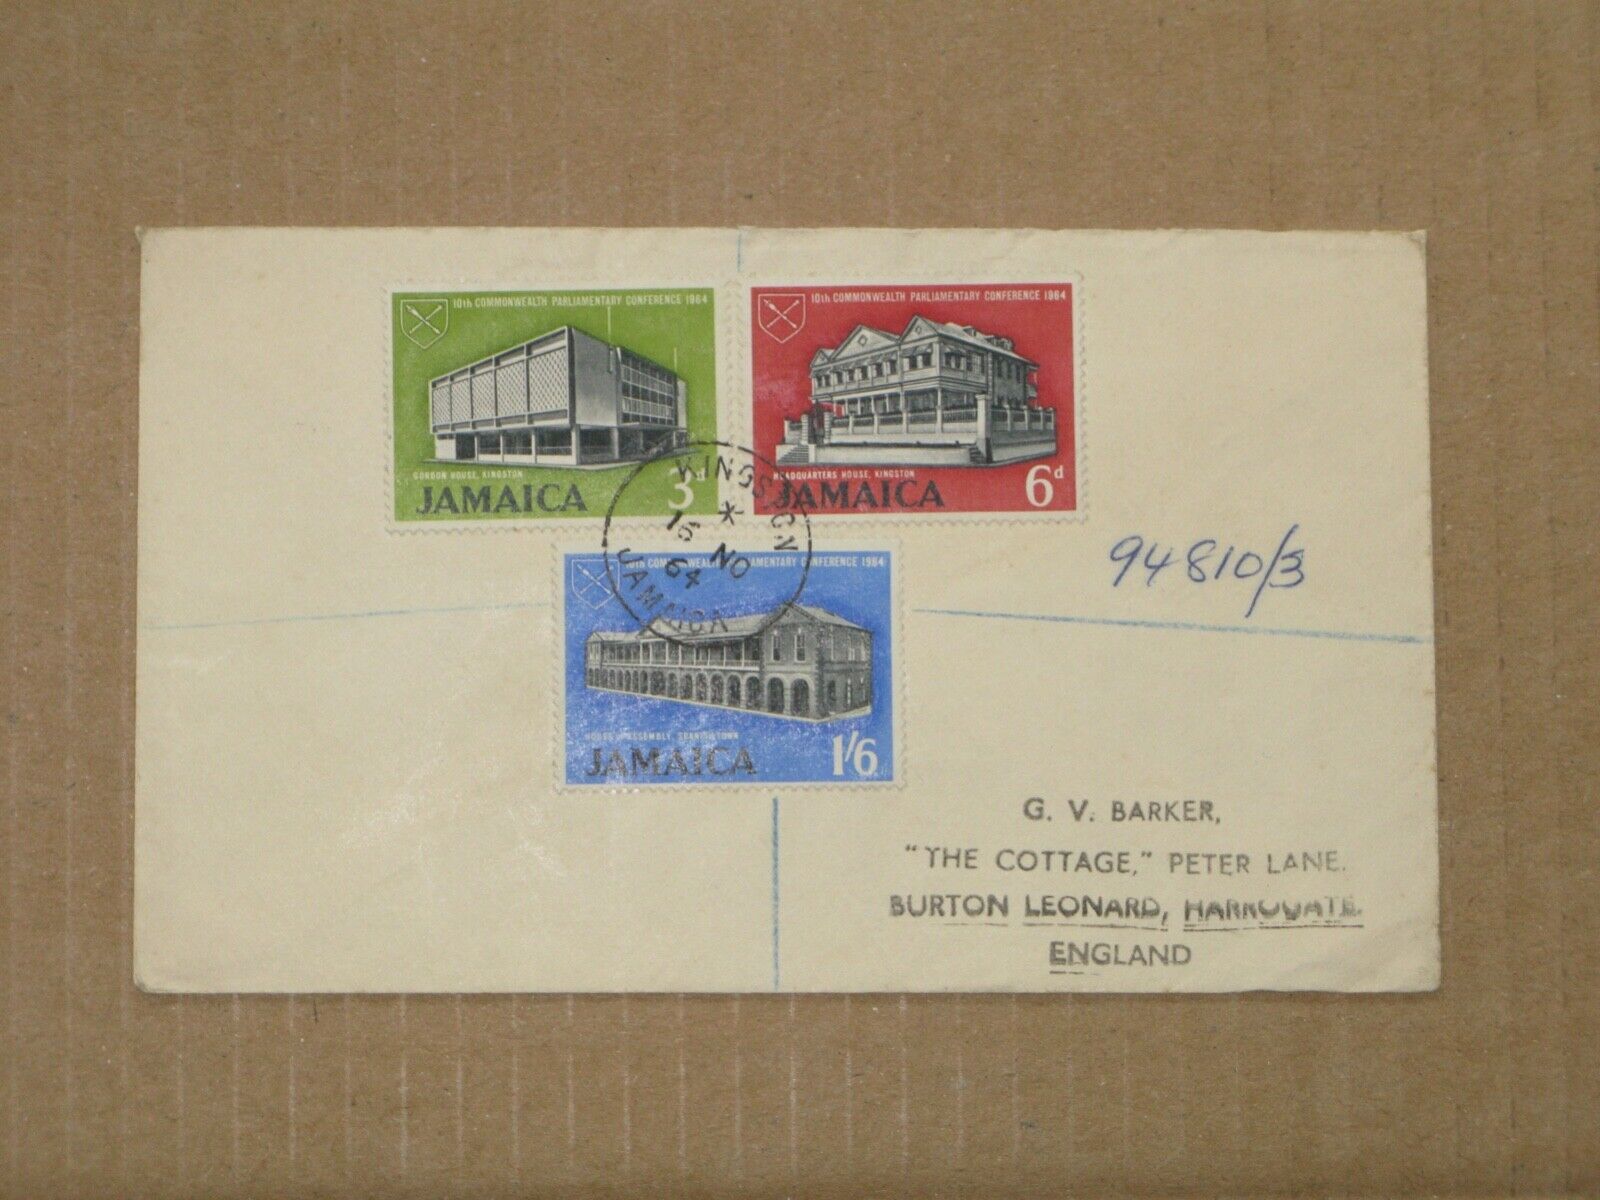 10th COMMONWEALTH PARLIAMENTARY CONFERENCE 1964
GORDON HOUSE, KINGSTON
JAMAICA 3d
10th COMMONWEALTH PARLIAMENTARY CONFERENCE 1964
HEADQUARTERS HOUSE, KINGSTON
JAMAICA 6d
KINGSTON
*
16 NO
64
JAMAICA
10th COMMONWEALTH PARLIAMENTARY CONFERENCE 1964
HOUSE OF ASSEMBLY, SPANISH TOWN
JAMAICA 1/6
94810/3
G. V. BARKER,
"THE COTTAGE," PETER LANE.
BURTON LEONARD, HARROGATE.
ENGLAND